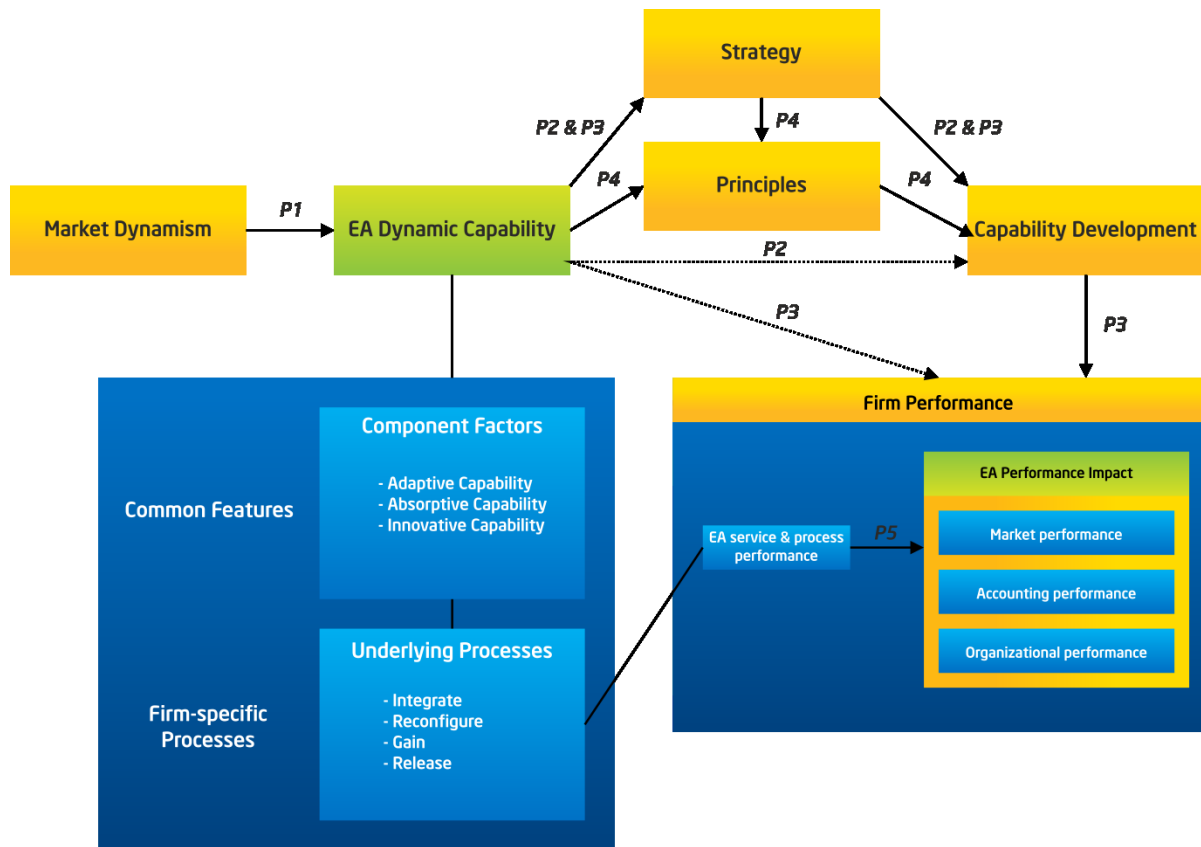 Strategy
P2 & P3
P4
P2 & P3
Market Dynamism
P1
EA Dynamic Capability
P4
Principles
P4
Capability Development
P2
P3
P3
Common Features
Component Factors
- Adaptive Capability
- Absorptive Capability
- Innovative Capability
Firm-specific
Processes
Underlying Processes
- Integrate
- Reconfigure
- Gain
- Release
Firm Performance
EA service & process
performance
P5
EA Performance Impact
Market performance
Accounting performance
Organizational performance